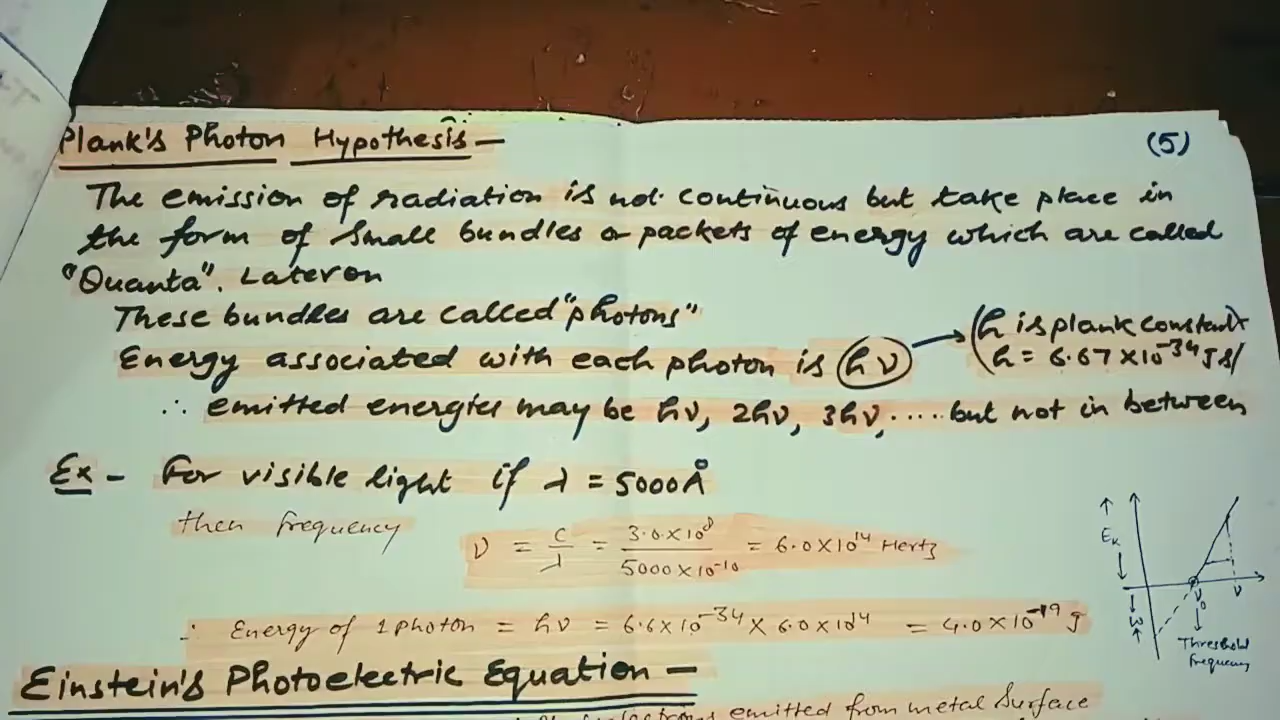 Plank's Photon Hypothesis —
(5)
The emission of radiation is not continuous but take place in
the form of small bundles or packets of energy which are called
"Quanta". Lateron
These bundles are called "photons"
Energy associated with each photon is hν → (h is plank constant
h = 6.67 × 10⁻³⁴ Js)
∴ emitted energies may be hν, 2hν, 3hν, ..... but not in between
Ex - For visible light if λ = 5000 Å
then frequency
ν = c/λ = 3.0×10⁸/5000×10⁻¹⁰ = 6.0×10¹⁴ Hertz
∴ Energy of 1 photon = hν = 6.6×10⁻³⁴ × 6.0×10¹⁴ = 4.0×10⁻¹⁹ J
↑
Eₖ
↓
ν₀
ν
Threshold
frequency
Einstein's Photoelectric Equation —
emitted from metal surface